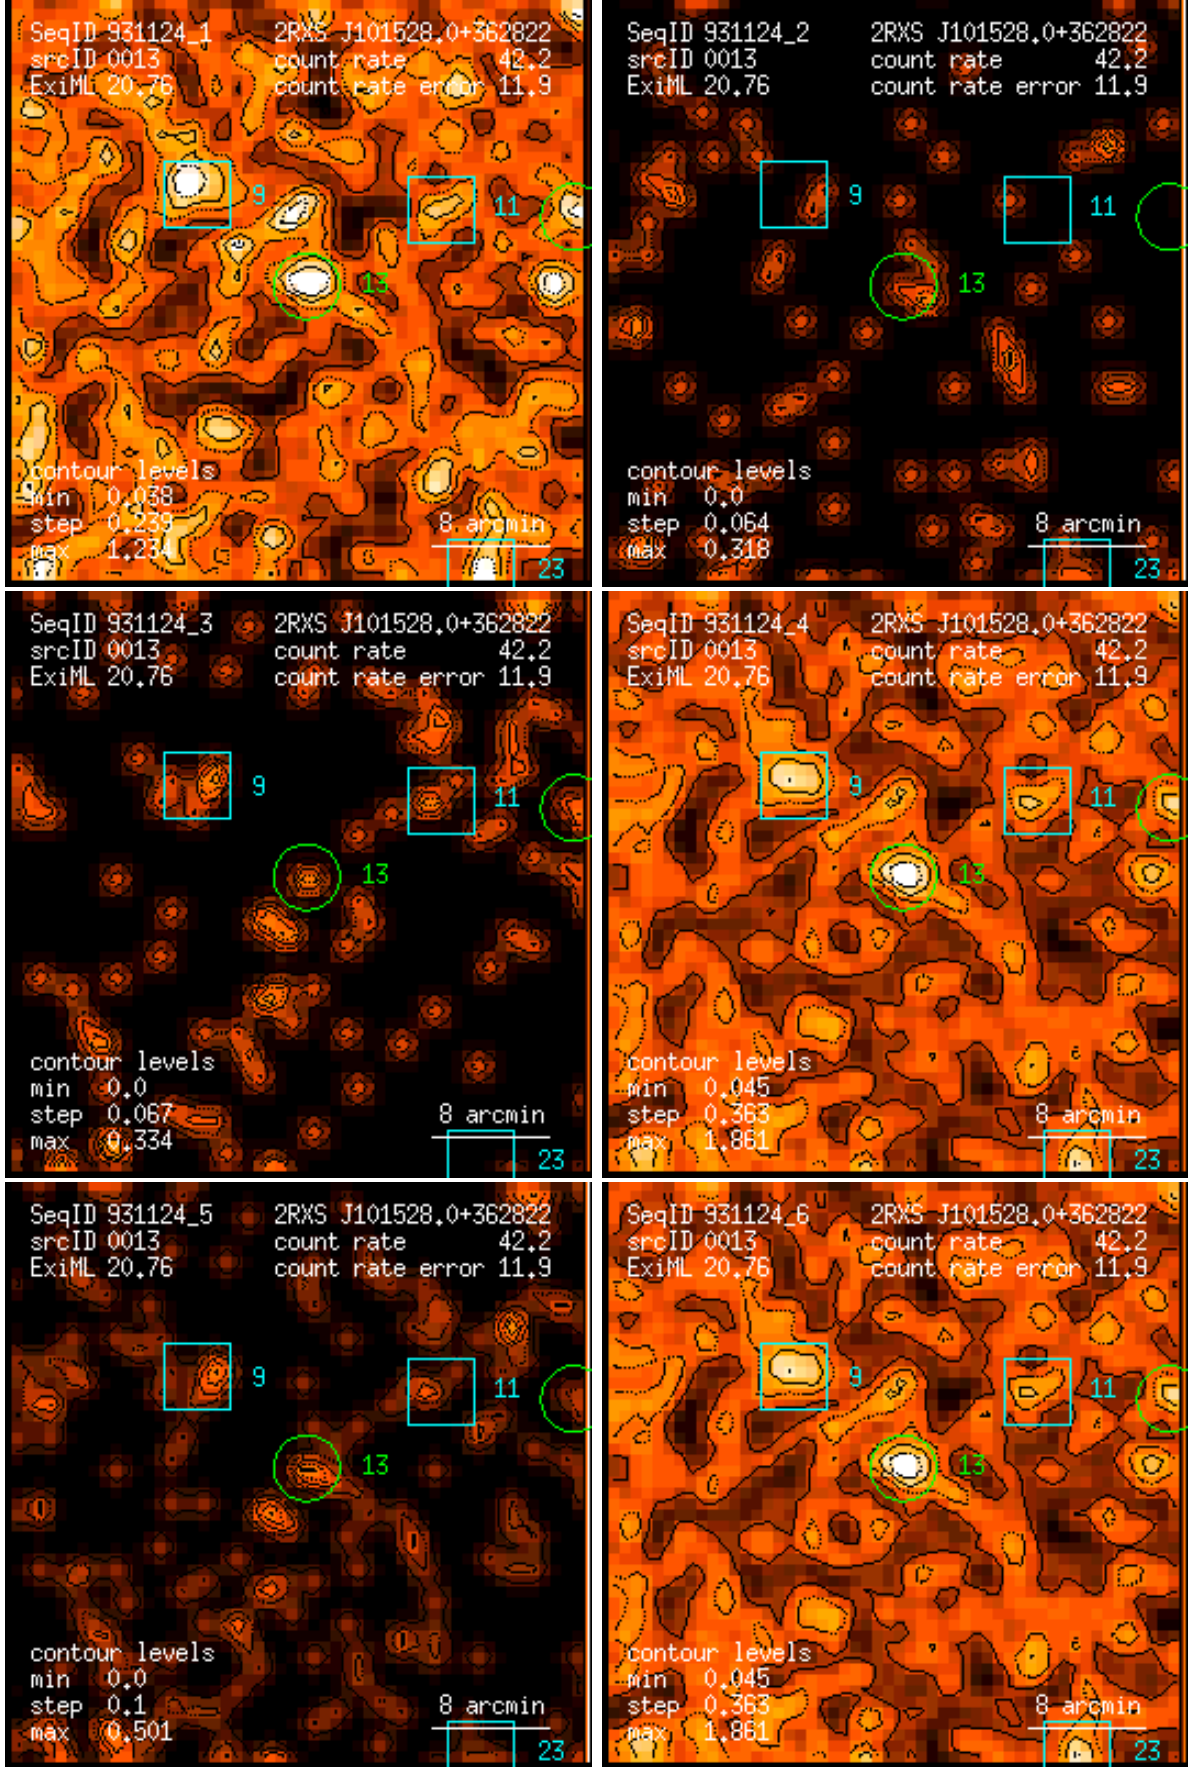 SeqID 931124_1 2RXS J101528.0+362822
srcID 0013 count rate 42.2
ExiML 20.76 count rate error 11.9
9
11
13
contour levels
min 0.038
step 0.239
max 1.234
8 arcmin
23
SeqID 931124_2 2RXS J101528.0+362822
srcID 0013 count rate 42.2
ExiML 20.76 count rate error 11.9
9
11
13
contour levels
min 0.0
step 0.064
max 0.318
8 arcmin
23
SeqID 931124_3 2RXS J101528.0+362822
srcID 0013 count rate 42.2
ExiML 20.76 count rate error 11.9
9
11
13
contour levels
min 0.0
step 0.067
max 0.334
8 arcmin
23
SeqID 931124_4 2RXS J101528.0+362822
srcID 0013 count rate 42.2
ExiML 20.76 count rate error 11.9
9
11
13
contour levels
min 0.045
step 0.363
max 1.861
8 arcmin
23
SeqID 931124_5 2RXS J101528.0+362822
srcID 0013 count rate 42.2
ExiML 20.76 count rate error 11.9
9
11
13
contour levels
min 0.0
step 0.1
max 0.501
8 arcmin
23
SeqID 931124_6 2RXS J101528.0+362822
srcID 0013 count rate 42.2
ExiML 20.76 count rate error 11.9
9
11
13
contour levels
min 0.045
step 0.363
max 1.861
8 arcmin
23